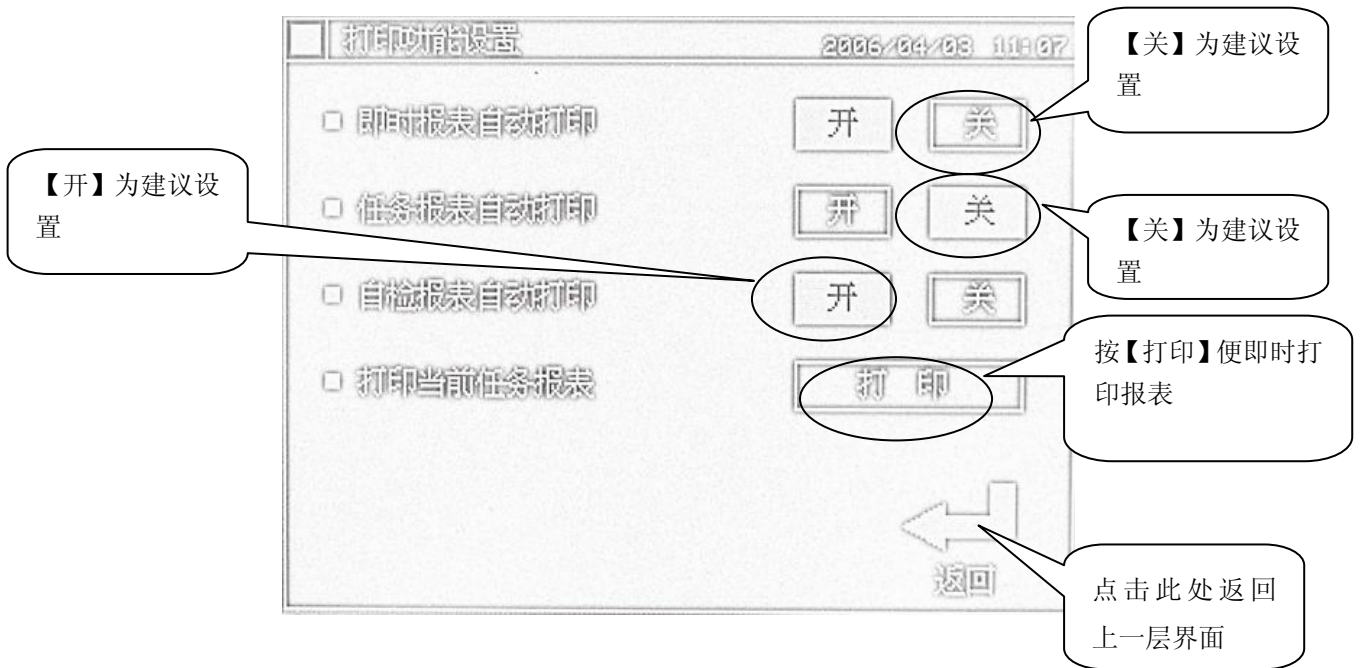 打印功能设置 2006/04/03 11:07
【关】为建议设
置
即时报表自动打印 开 关
【开】为建议设
置
任务报表自动打印 开 关
【关】为建议设
置
自检报表自动打印 开 关
按【打印】便即时打
印报表
打印当前任务报表 打 印
返回
点击此处返回
上一层界面